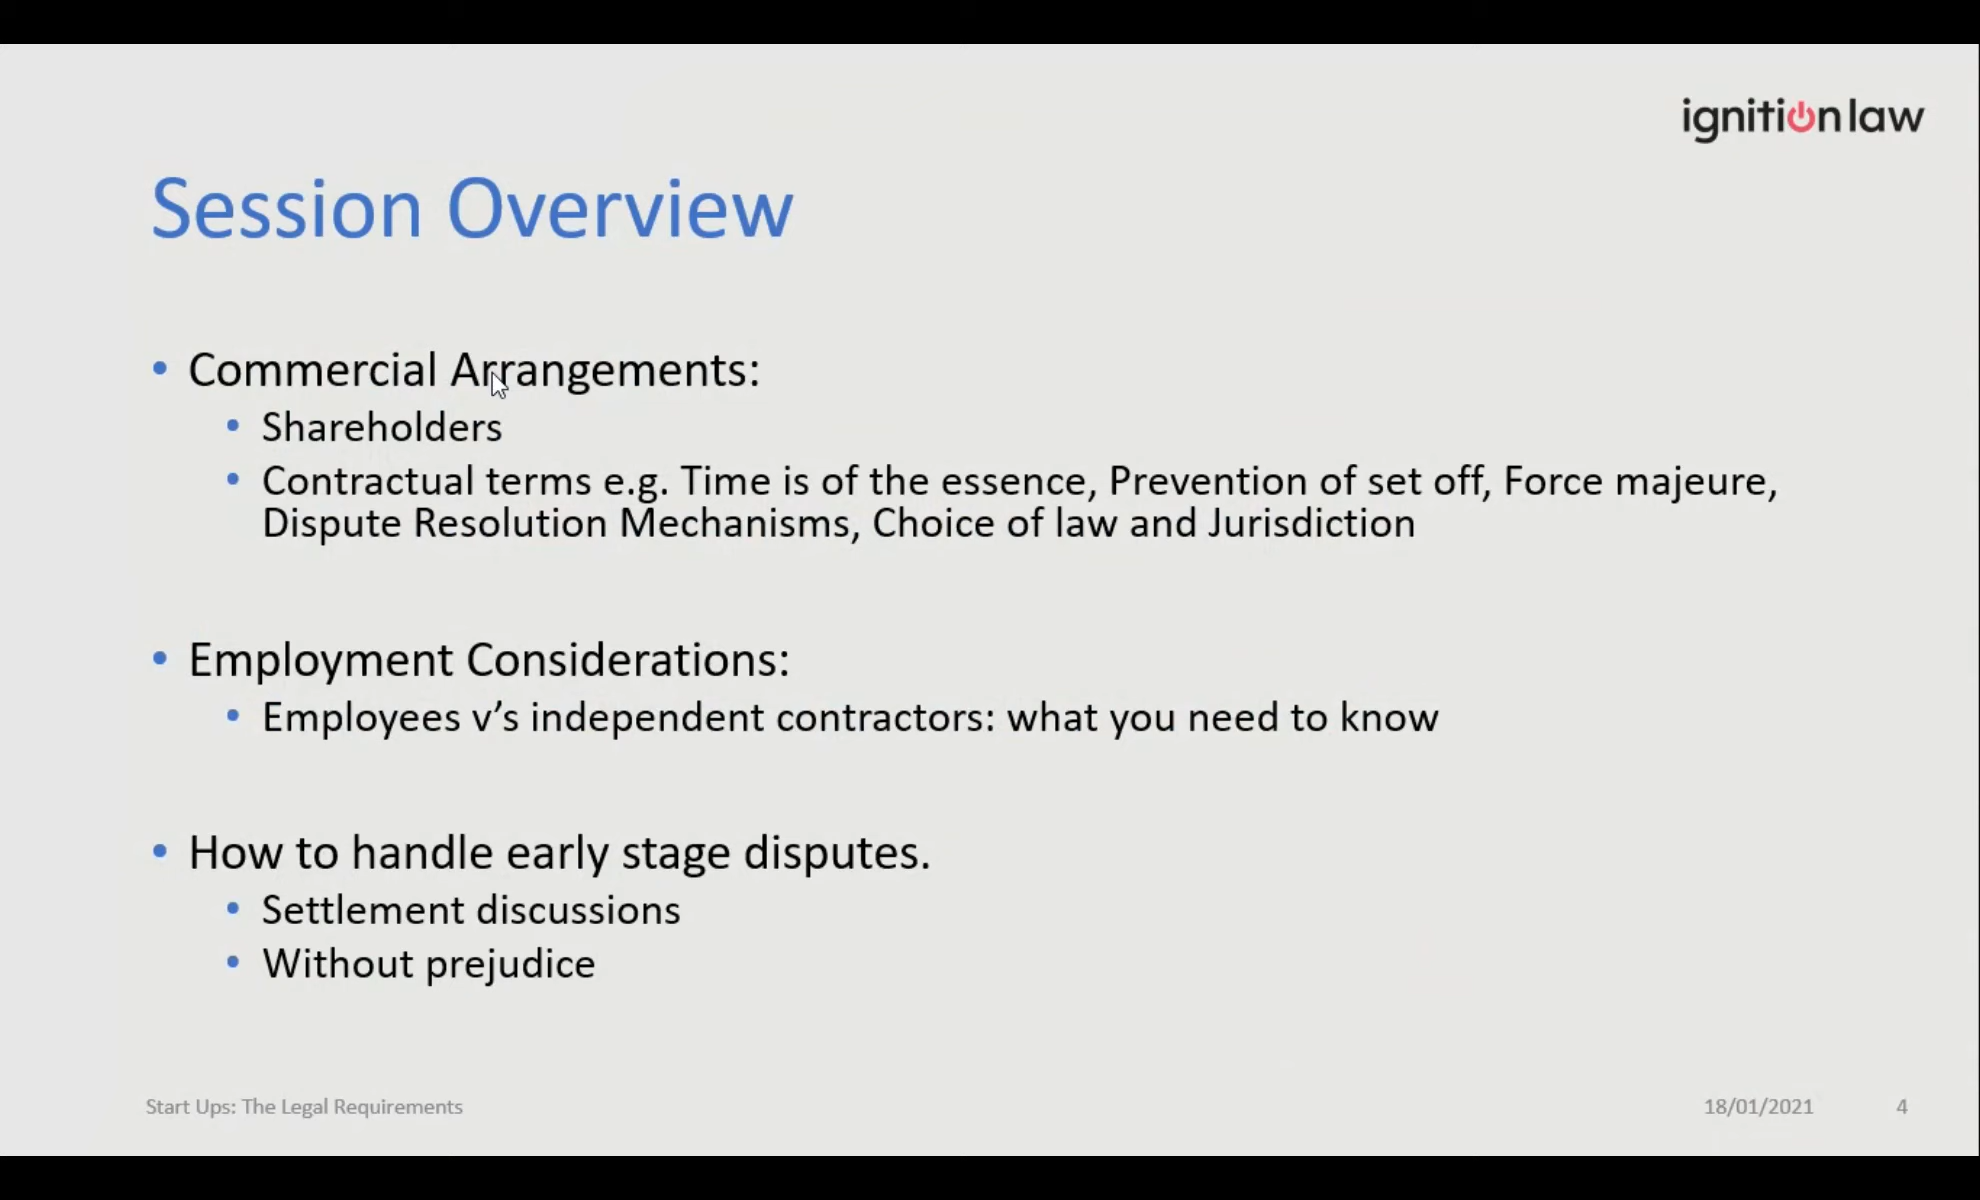 ignition law
Session Overview
• Commercial Arrangements:
• Shareholders
• Contractual terms e.g. Time is of the essence, Prevention of set off, Force majeure,
Dispute Resolution Mechanisms, Choice of law and Jurisdiction
• Employment Considerations:
• Employees v’s independent contractors: what you need to know
• How to handle early stage disputes.
• Settlement discussions
• Without prejudice
Start Ups: The Legal Requirements
18/01/2021
4